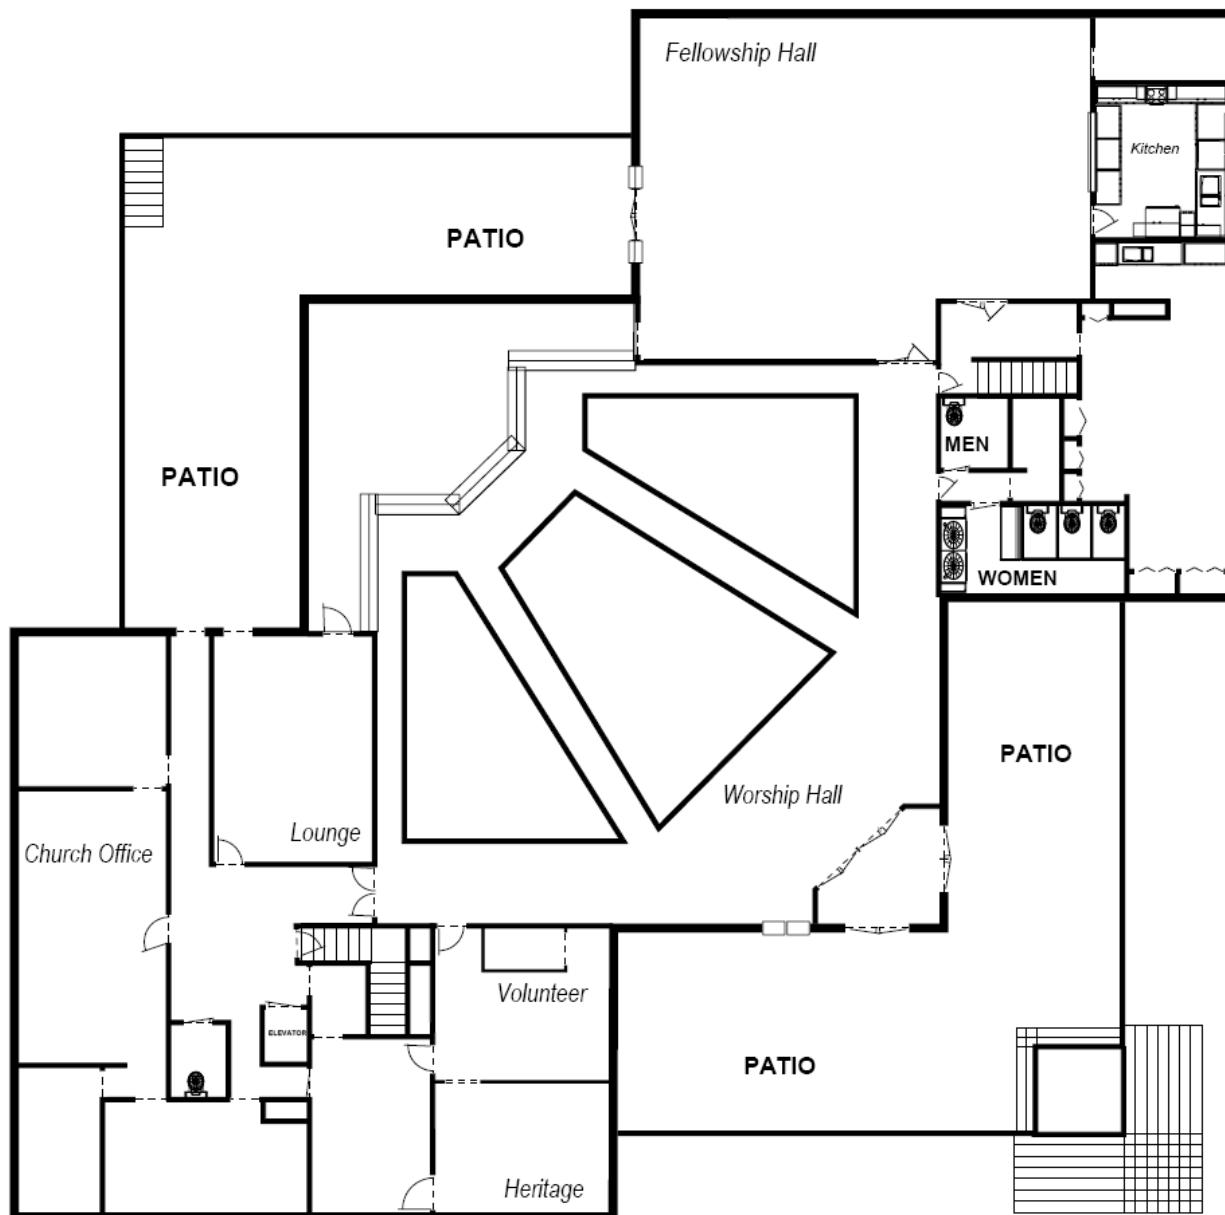 Fellowship Hall
Kitchen
PATIO
MEN
PATIO
WOMEN
PATIO
Worship Hall
Lounge
Church Office
Volunteer
ELEVATOR
PATIO
Heritage